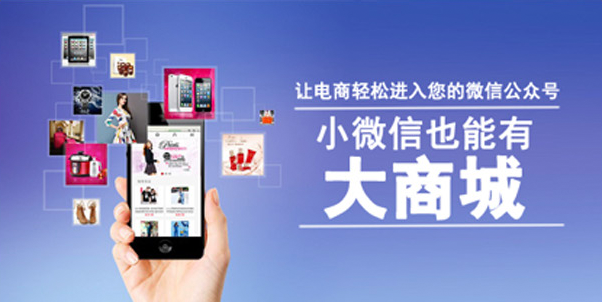 让电商轻松进入您的微信公众号
小微信也能有
大商城